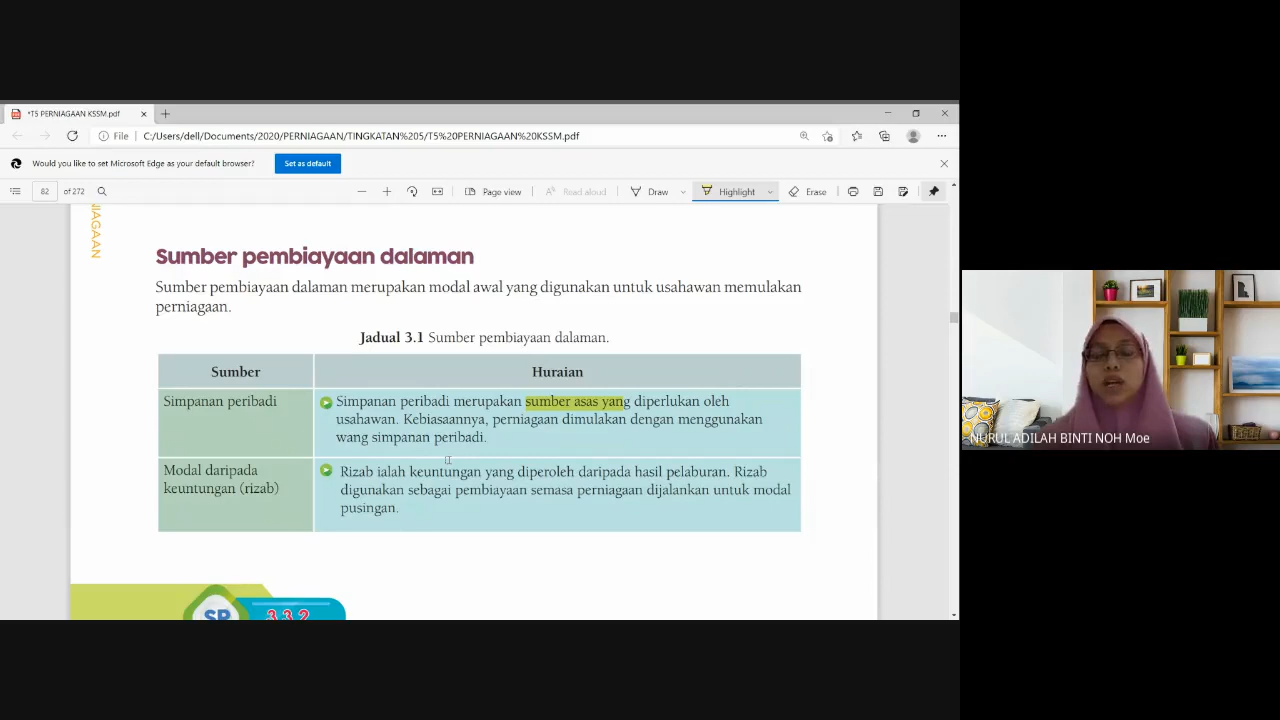 *T5 PERNIAGAAN KSSM.pdf
File
C:/Users/dell/Documents/2020/PERNIAGAAN/TINGKATAN%205/T5%20PERNIAGAAN%20KSSM.pdf
Would you like to set Microsoft Edge as your default browser?
Set as default
82
of 272
Page view
Read aloud
Draw
Highlight
Erase
NIAGAAN
Sumber pembiayaan dalaman
Sumber pembiayaan dalaman merupakan modal awal yang digunakan untuk usahawan memulakan
perniagaan.
Jadual 3.1 Sumber pembiayaan dalaman.
Sumber
Huraian
Simpanan peribadi
Simpanan peribadi merupakan sumber asas yang diperlukan oleh
usahawan. Kebiasaannya, perniagaan dimulakan dengan menggunakan
wang simpanan peribadi.
Modal daripada
keuntungan (rizab)
Rizab ialah keuntungan yang diperoleh daripada hasil pelaburan. Rizab
digunakan sebagai pembiayaan semasa perniagaan dijalankan untuk modal
pusingan.
SP
3.3.2
NURUL ADILAH BINTI NOH Moe